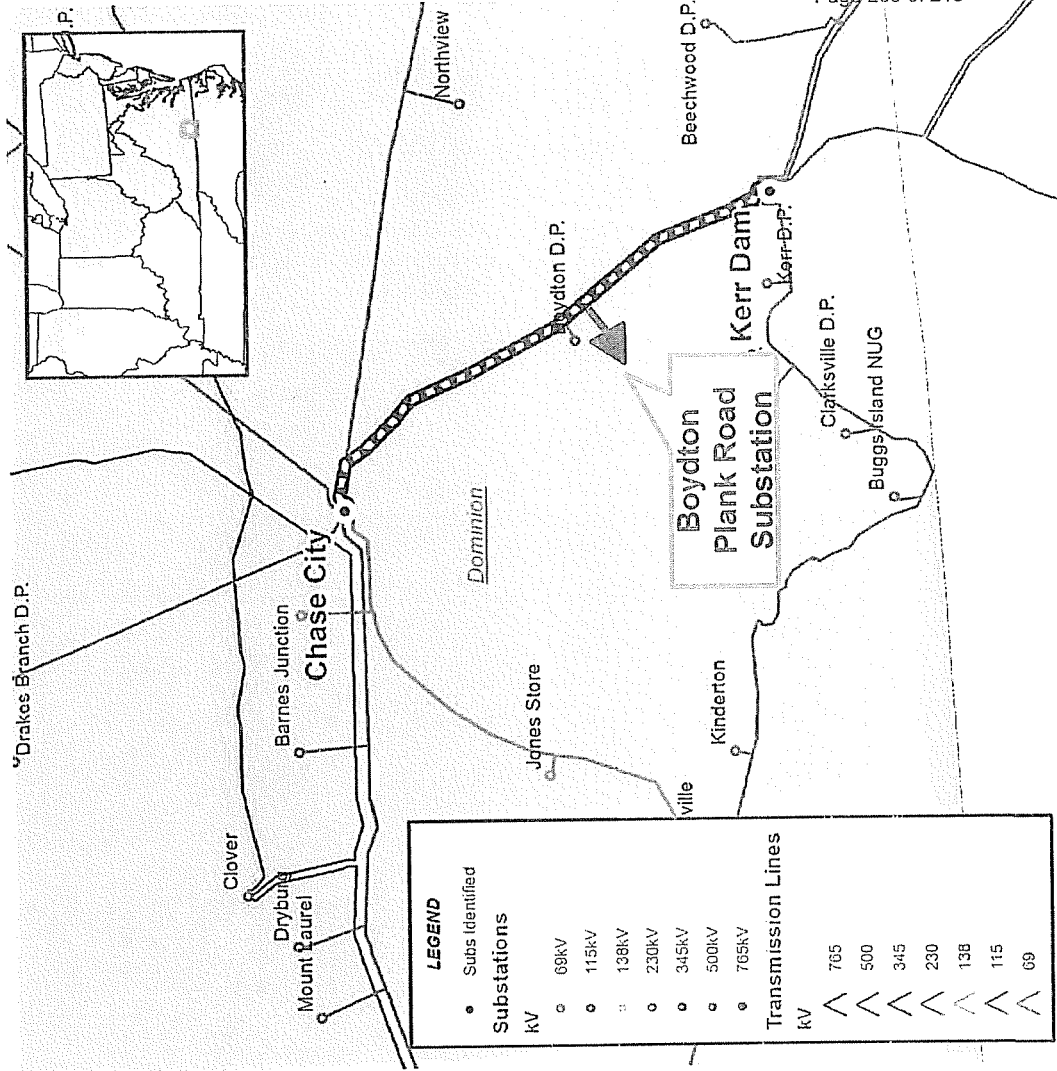 Drakes Branch D.P.
Clover
Barnes Junction
Chase City
Dryburg
Mount Laurel
Northview
Dominion
Jones Store
Boydton
Plank Road
Substation
Beechwood D.P.
Kerr Dam
Kerr D.P.
Clarksville D.P.
Buggs Island NUG
Kinderton
ville
D.P.
LEGEND
Subs Identified
Substations
kV
69kV
115kV
138kV
230kV
345kV
500kV
765kV
Transmission Lines
kV
765
500
345
230
138
115
69